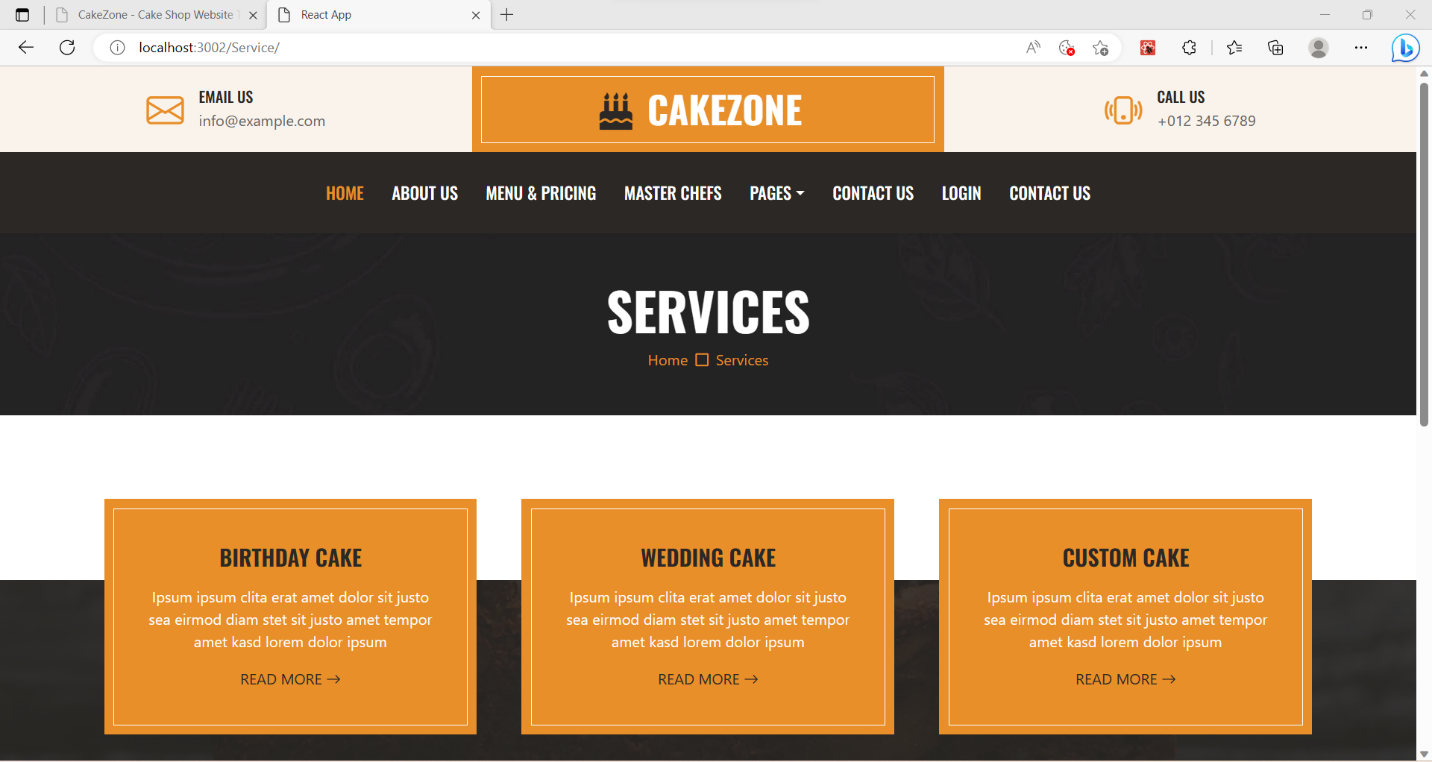 CakeZone - Cake Shop Website
React App
localhost:3002/Service/
EMAIL US
info@example.com
CAKEZONE
CALL US
+012 345 6789
HOME ABOUT US MENU & PRICING MASTER CHEFS PAGES CONTACT US LOGIN CONTACT US
SERVICES
Home Services
BIRTHDAY CAKE
Ipsum ipsum clita erat amet dolor sit justo
sea eirmod diam stet sit justo amet tempor
amet kasd lorem dolor ipsum
READ MORE →
WEDDING CAKE
Ipsum ipsum clita erat amet dolor sit justo
sea eirmod diam stet sit justo amet tempor
amet kasd lorem dolor ipsum
READ MORE →
CUSTOM CAKE
Ipsum ipsum clita erat amet dolor sit justo
sea eirmod diam stet sit justo amet tempor
amet kasd lorem dolor ipsum
READ MORE →